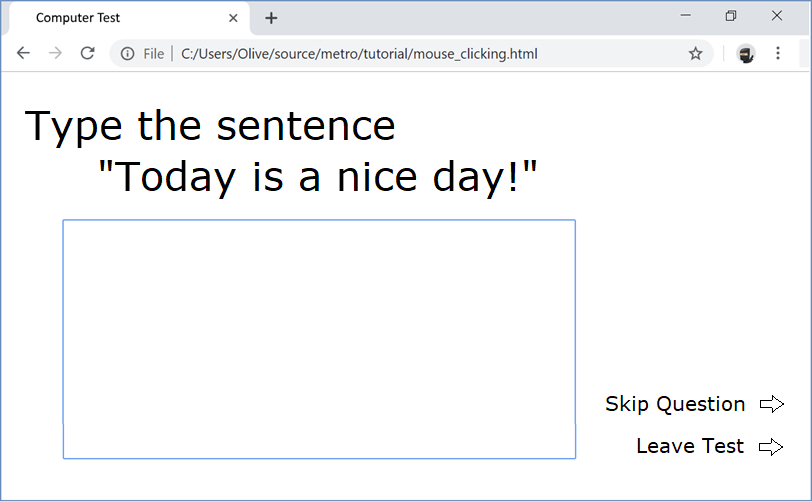 Computer Test
File | C:/Users/Olive/source/metro/tutorial/mouse_clicking.html
Type the sentence
"Today is a nice day!"
Skip Question
Leave Test